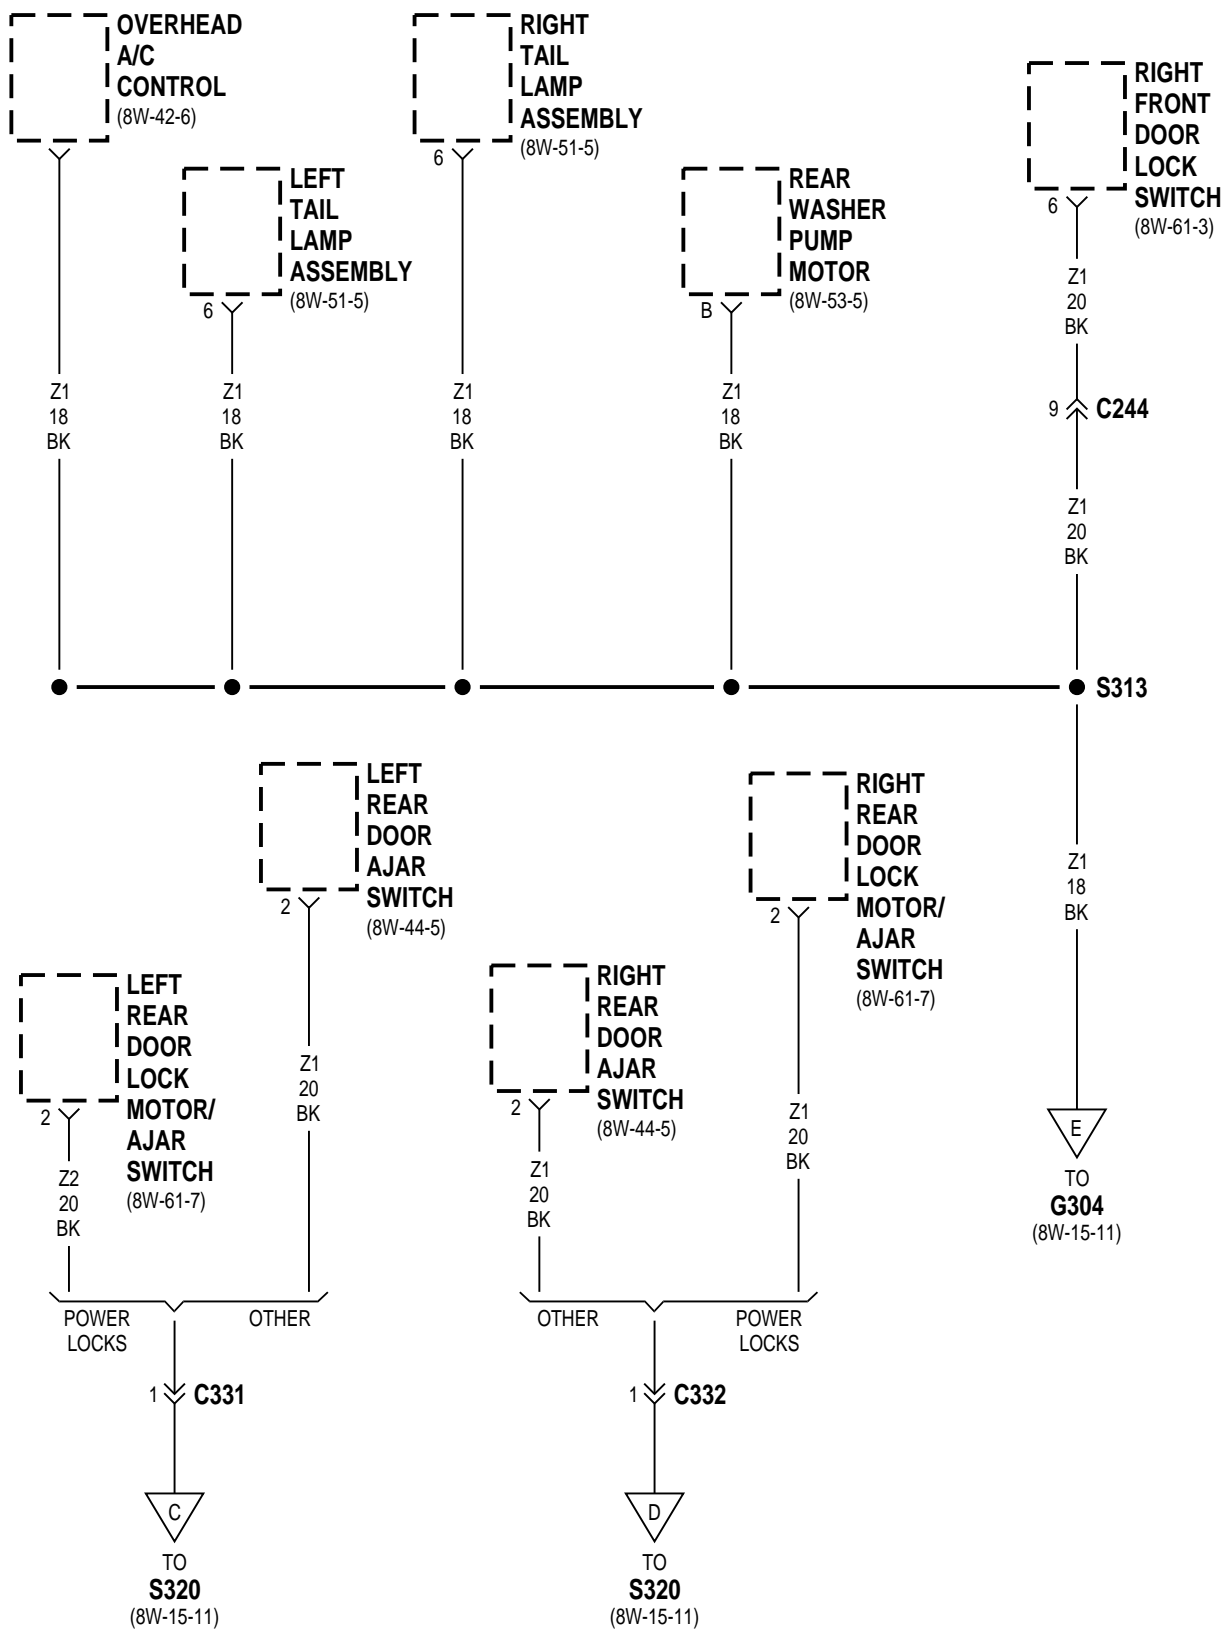 OVERHEAD
A/C
CONTROL
(8W-42-6)
RIGHT
TAIL
LAMP
ASSEMBLY
(8W-51-5)
6
RIGHT
FRONT
DOOR
LOCK
SWITCH
(8W-61-3)
6
LEFT
TAIL
LAMP
ASSEMBLY
(8W-51-5)
6
REAR
WASHER
PUMP
MOTOR
(8W-53-5)
B
Z1
20
BK
Z1
18
BK
Z1
18
BK
Z1
18
BK
Z1
18
BK
9
C244
Z1
20
BK
S313
LEFT
REAR
DOOR
AJAR
SWITCH
(8W-44-5)
2
RIGHT
REAR
DOOR
LOCK
MOTOR/
AJAR
SWITCH
(8W-61-7)
2
Z1
18
BK
LEFT
REAR
DOOR
LOCK
MOTOR/
AJAR
SWITCH
(8W-61-7)
2
RIGHT
REAR
DOOR
AJAR
SWITCH
(8W-44-5)
2
Z1
20
BK
Z1
20
BK
Z2
20
BK
Z1
20
BK
E
TO
G304
(8W-15-11)
POWER
LOCKS
OTHER
OTHER
POWER
LOCKS
1
C331
1
C332
C
TO
S320
(8W-15-11)
D
TO
S320
(8W-15-11)